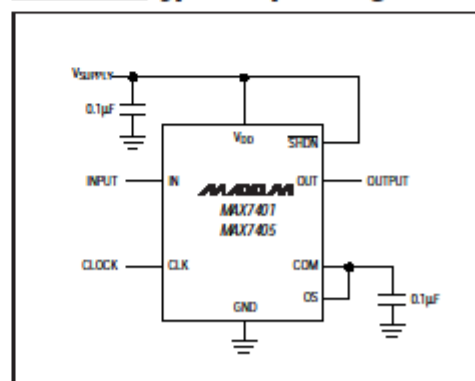 VSUPPLY
0.1µF
VDD
SHDN
INPUT
IN
MAXIM
OUT
OUTPUT
MAX7401
MAX7405
CLOCK
CLK
COM
OS
0.1µF
GND